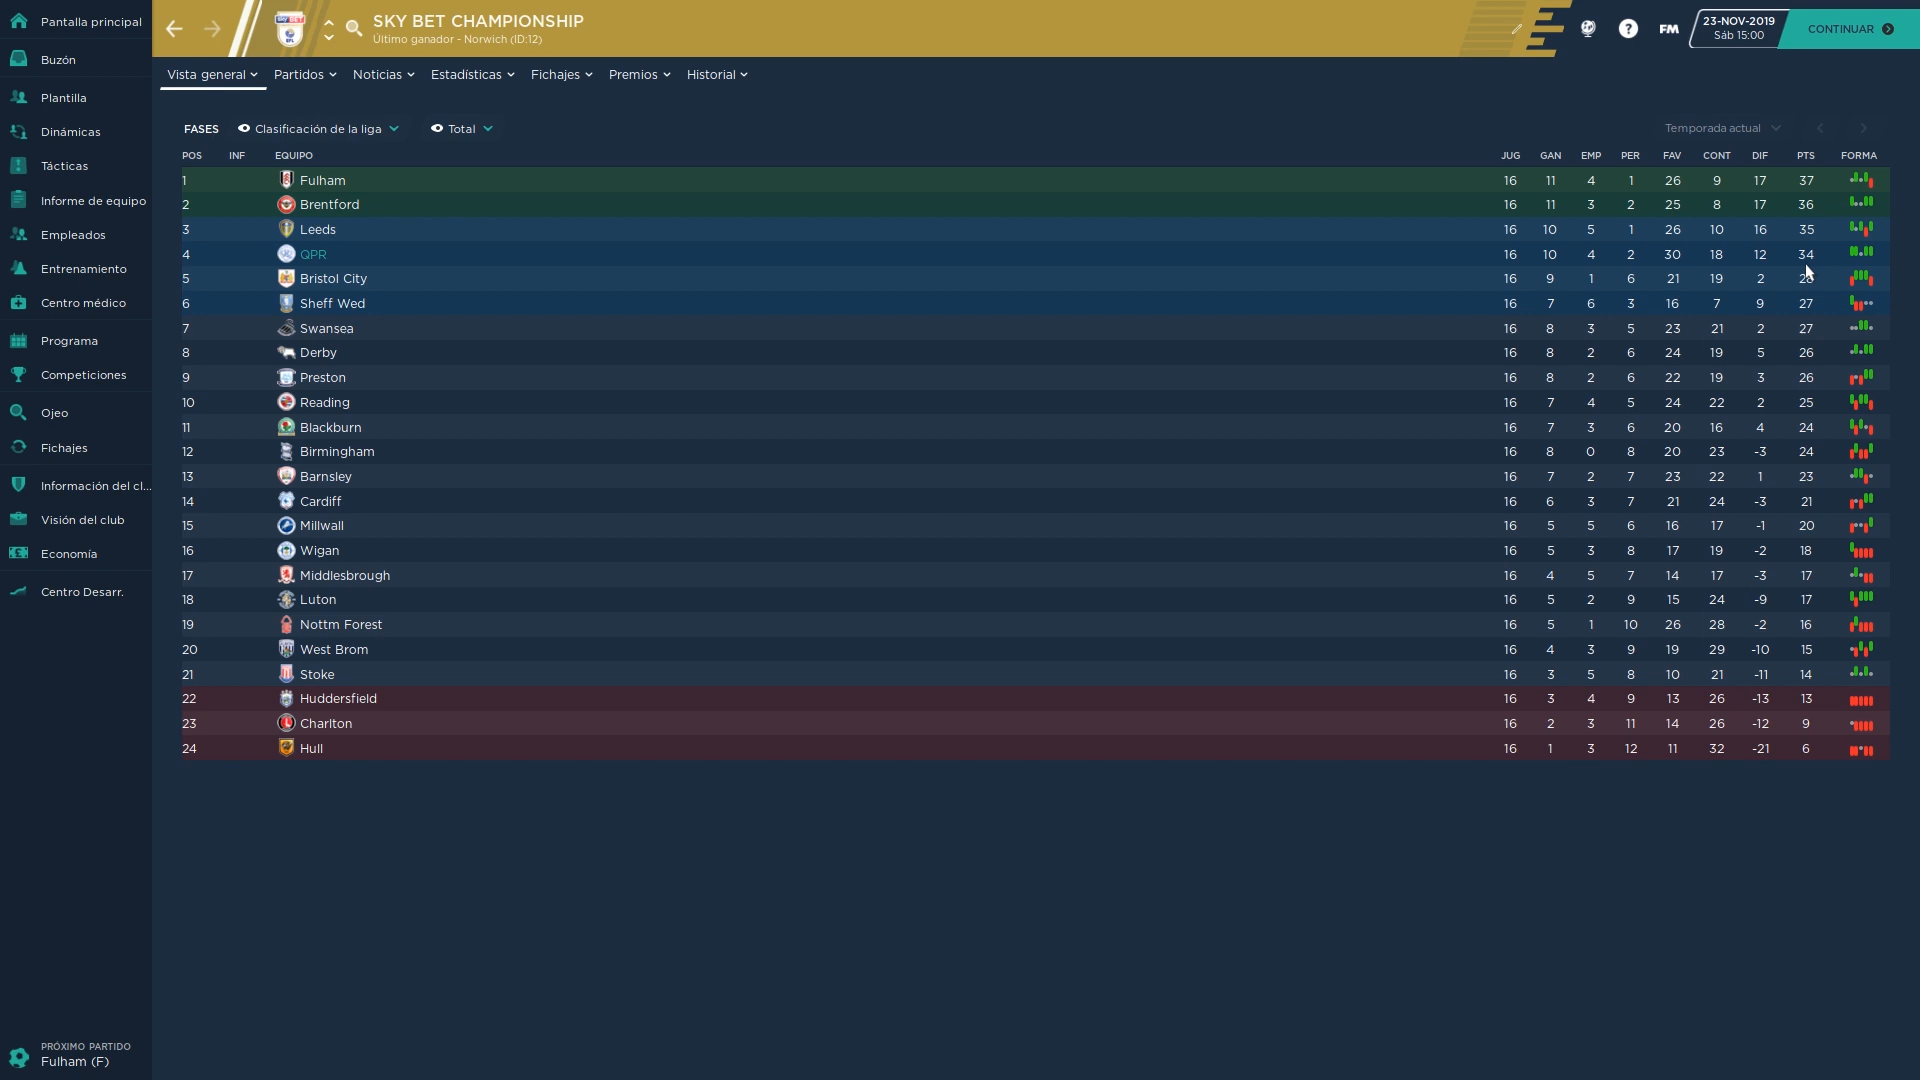 Pantalla principal
Buzón
Plantilla
Dinámicas
Tácticas
Informe de equipo
Empleados
Entrenamiento
Centro médico
Programa
Competiciones
Ojeo
Fichajes
Información del cl...
Visión del club
Economía
Centro Desarr.
PRÓXIMO PARTIDO
Fulham (F)
SKY BET CHAMPIONSHIP
Último ganador - Norwich (ID:12)
FM
23-NOV-2019
Sáb 15:00
CONTINUAR
Vista general Partidos Noticias Estadísticas Fichajes Premios Historial
FASES Clasificación de la liga Total Temporada actual
POS INF EQUIPO JUG GAN EMP PER FAV CONT DIF PTS FORMA
1 Fulham 16 11 4 1 26 9 17 37
2 Brentford 16 11 3 2 25 8 17 36
3 Leeds 16 10 5 1 26 10 16 35
4 QPR 16 10 4 2 30 18 12 34
5 Bristol City 16 9 1 6 21 19 2 28
6 Sheff Wed 16 7 6 3 16 7 9 27
7 Swansea 16 8 3 5 23 21 2 27
8 Derby 16 8 2 6 24 19 5 26
9 Preston 16 8 2 6 22 19 3 26
10 Reading 16 7 4 5 24 22 2 25
11 Blackburn 16 7 3 6 20 16 4 24
12 Birmingham 16 8 0 8 20 23 -3 24
13 Barnsley 16 7 2 7 23 22 1 23
14 Cardiff 16 6 3 7 21 24 -3 21
15 Millwall 16 5 5 6 16 17 -1 20
16 Wigan 16 5 3 8 17 19 -2 18
17 Middlesbrough 16 4 5 7 14 17 -3 17
18 Luton 16 5 2 9 15 24 -9 17
19 Nottm Forest 16 5 1 10 26 28 -2 16
20 West Brom 16 4 3 9 19 29 -10 15
21 Stoke 16 3 5 8 10 21 -11 14
22 Huddersfield 16 3 4 9 13 26 -13 13
23 Charlton 16 2 3 11 14 26 -12 9
24 Hull 16 1 3 12 11 32 -21 6